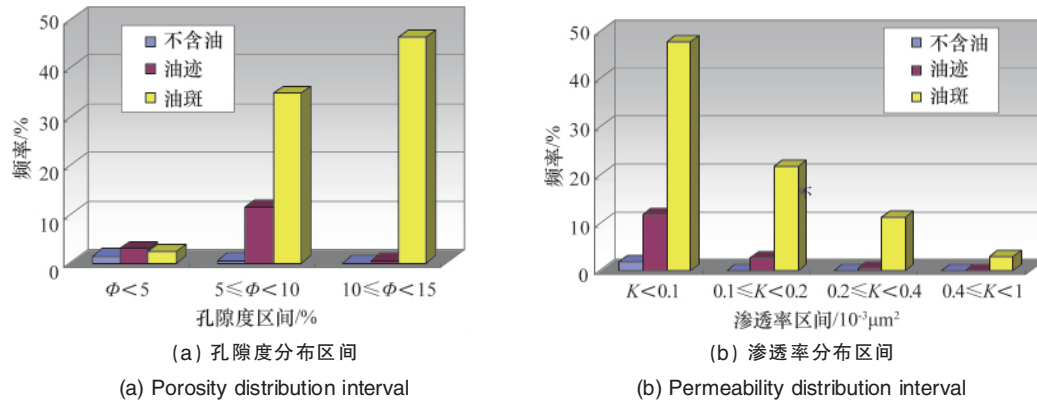 50
40
30
20
10
0
频率/%
不含油
油迹
油斑
Φ<5
5≤Φ<10
10≤Φ<15
孔隙度区间/%
(a) 孔隙度分布区间
(a) Porosity distribution interval
50
40
30
20
10
0
频率/%
不含油
油迹
油斑
K<0.1
0.1≤K<0.2
0.2≤K<0.4
0.4≤K<1
渗透率区间/10⁻³μm²
(b) 渗透率分布区间
(b) Permeability distribution interval